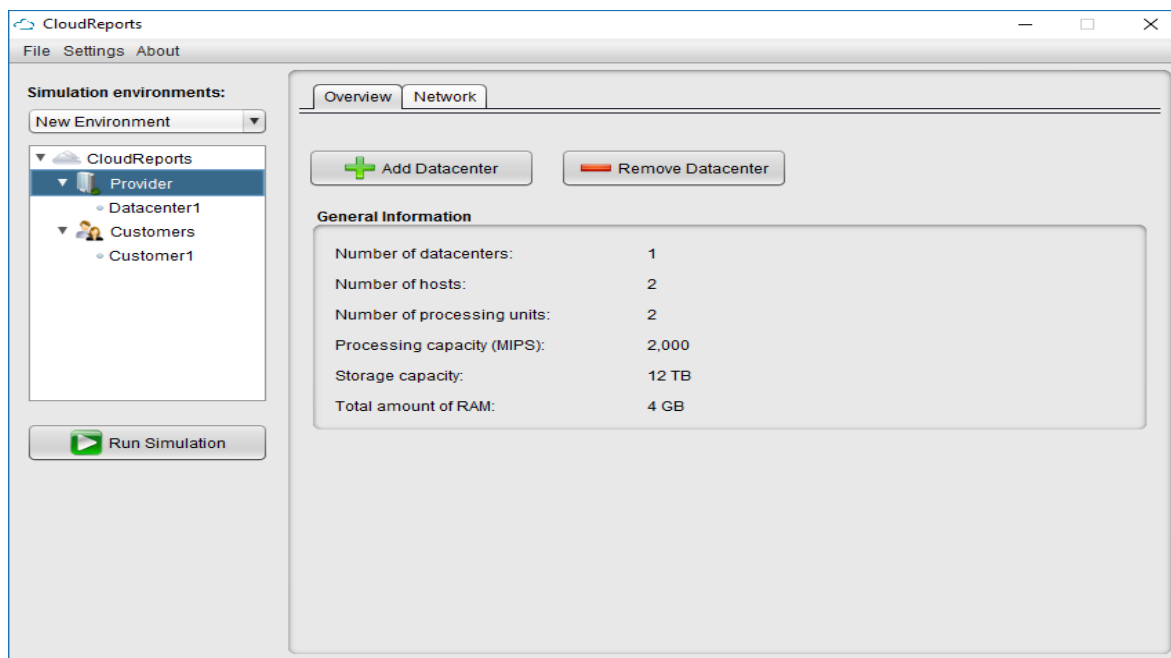 CloudReports
File Settings About
Simulation environments:
New Environment
CloudReports
Provider
Datacenter1
Customers
Customer1
Run Simulation
Overview Network
Add Datacenter Remove Datacenter
General Information
Number of datacenters: 1
Number of hosts: 2
Number of processing units: 2
Processing capacity (MIPS): 2,000
Storage capacity: 12 TB
Total amount of RAM: 4 GB